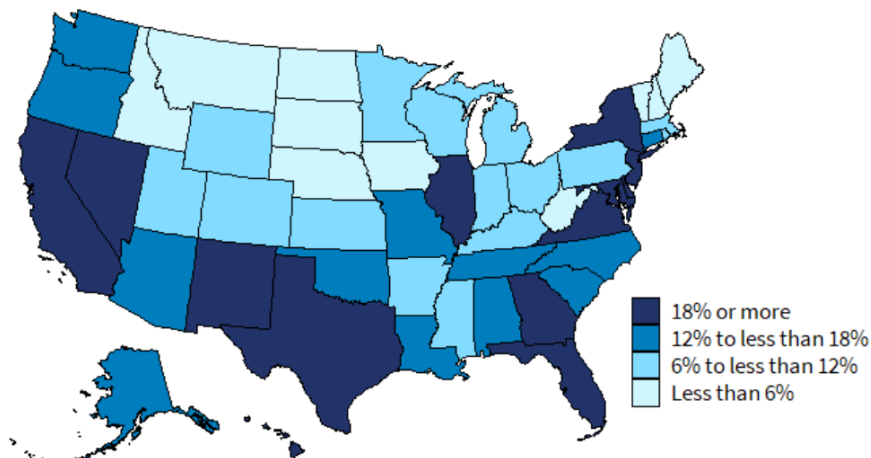 18% or more
12% to less than 18%
6% to less than 12%
Less than 6%